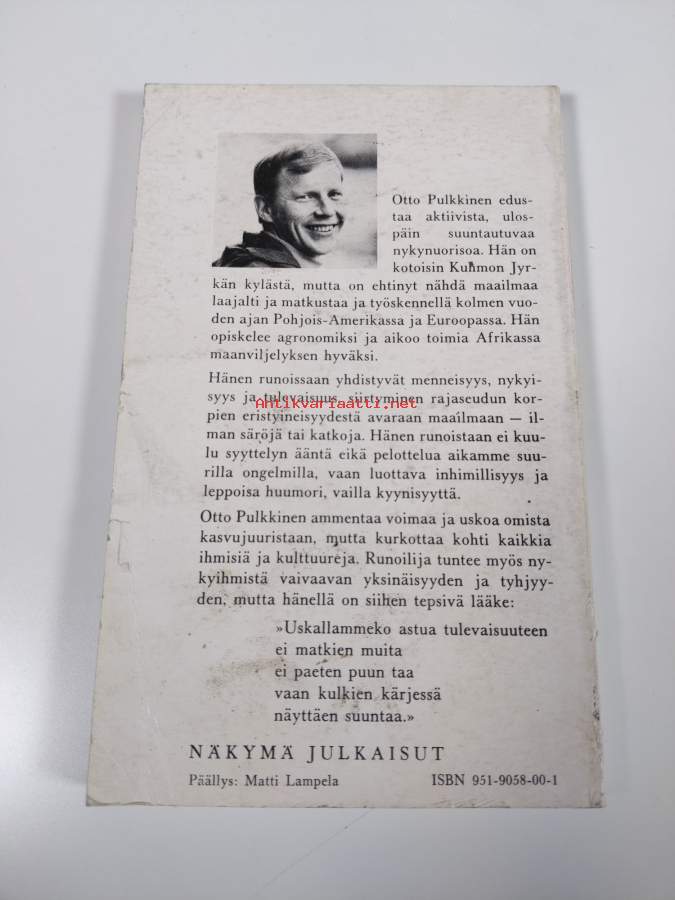 Otto Pulkkinen edus-
taa aktiivista, ulos-
päin suuntautuvaa
nykynuorisoa. Hän on
kotoisin Kuhmon Jyr-
kän kylästä, mutta on ehtinyt nähdä maailmaa
laajalti ja matkustaa ja työskennellä kolmen vuo-
den ajan Pohjois-Amerikassa ja Euroopassa. Hän
opiskelee agronomiksi ja aikoo toimia Afrikassa
maanviljelyksen hyväksi.
Hänen runoissaan yhdistyvät menneisyys, nykyi-
syys ja tulevaisuus, siirtyminen rajaseudun kor-
Antikvariaatti.net
pien eristyineisyydestä avaraan maailmaan — il-
man säröjä tai katkoja. Hänen runoistaan ei kuu-
lu syyttelyn ääntä eikä pelottelua aikamme suu-
rilla ongelmilla, vaan luottava inhimillisyys ja
leppoisa huumori, vailla kyynisyyttä.
Otto Pulkkinen ammentaa voimaa ja uskoa omista
kasvujuuristaan, mutta kurkottaa kohti kaikkia
ihmisiä ja kulttuureja. Runoilija tuntee myös ny-
kyihmistä vaivaavan yksinäisyyden ja tyhjyy-
den, mutta hänellä on siihen tepsivä lääke:
»Uskallammeko astua tulevaisuuteen
ei matkien muita
ei paeten puun taa
vaan kulkien kärjessä
näyttäen suuntaa.»
NÄKYMÄ JULKAISUT
Päällys: Matti Lampela ISBN 951-9058-00-1